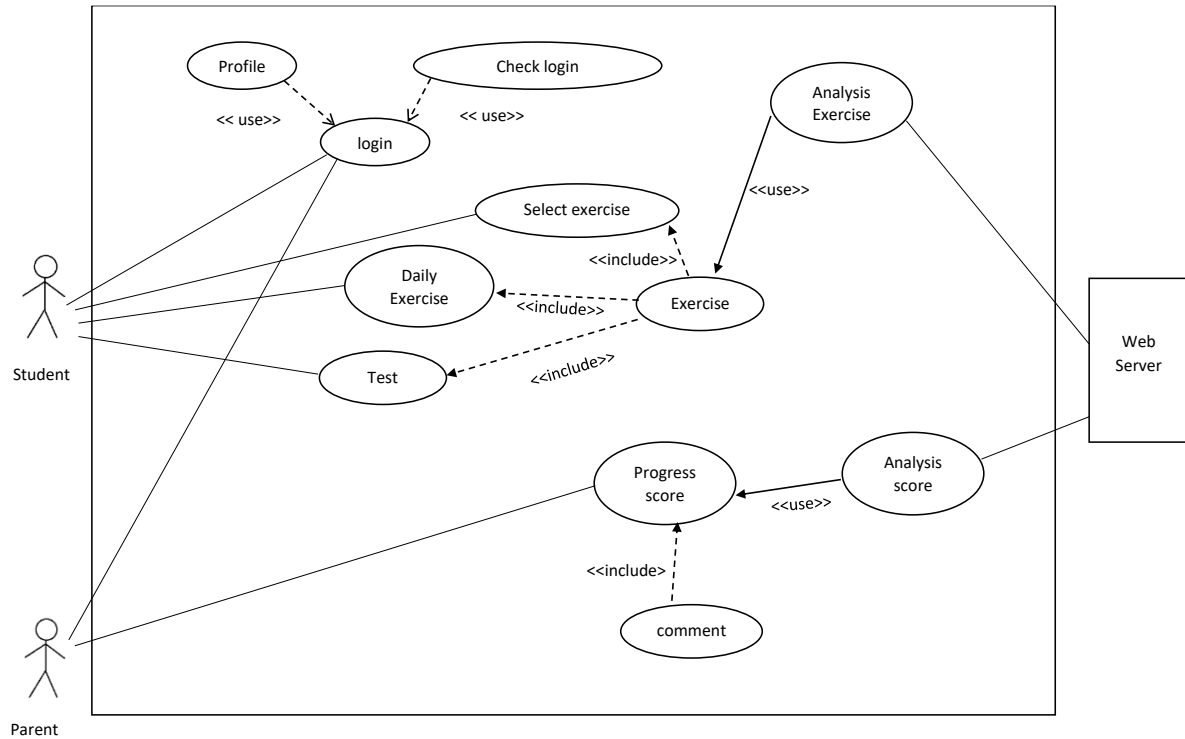 Profile
Check login
Analysis
Exercise
<< use>>
<< use>>
login
<<use>>
Select exercise
<<include>>
Daily
Exercise
<<include>>
Exercise
Web
Server
Student
Test
<<include>>
Progress
score
Analysis
score
<<use>>
<<include>
comment
Parent